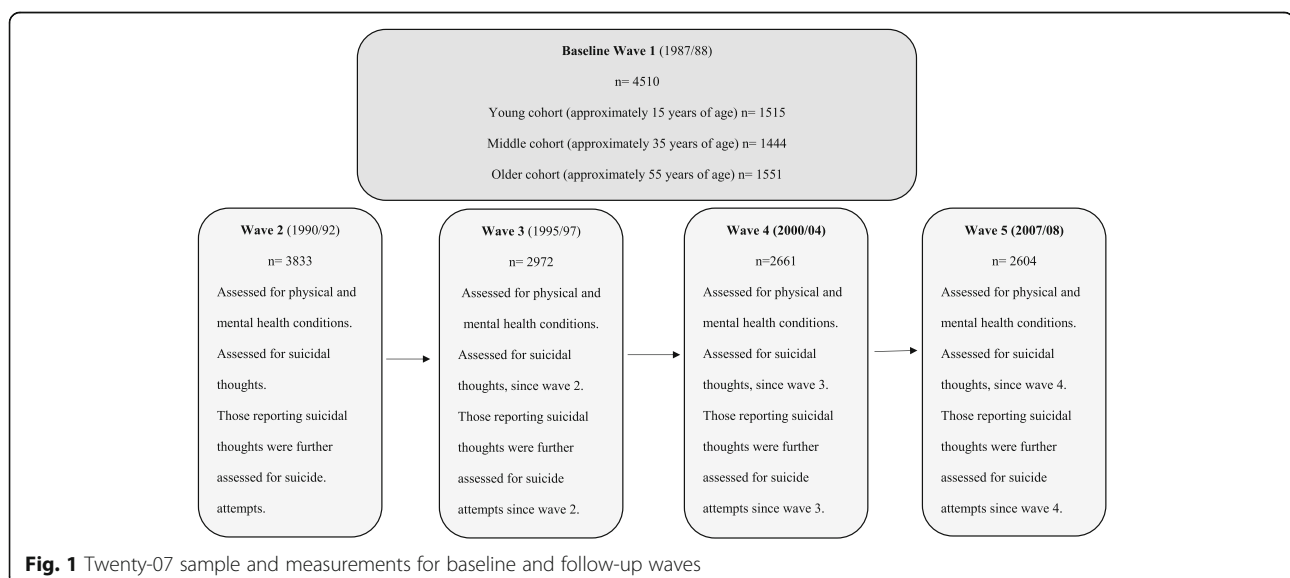 Baseline Wave 1 (1987/88)
n= 4510
Young cohort (approximately 15 years of age) n= 1515
Middle cohort (approximately 35 years of age) n= 1444
Older cohort (approximately 55 years of age) n= 1551
Wave 2 (1990/92)
n= 3833
Assessed for physical and
mental health conditions.
Assessed for suicidal
thoughts.
Those reporting suicidal
thoughts were further
assessed for suicide.
attempts.
Wave 3 (1995/97)
n= 2972
Assessed for physical and
mental health conditions.
Assessed for suicidal
thoughts, since wave 2.
Those reporting suicidal
thoughts were further
assessed for suicide
attempts since wave 2.
Wave 4 (2000/04)
n=2661
Assessed for physical and
mental health conditions.
Assessed for suicidal
thoughts, since wave 3.
Those reporting suicidal
thoughts were further
assessed for suicide
attempts since wave 3.
Wave 5 (2007/08)
n= 2604
Assessed for physical and
mental health conditions.
Assessed for suicidal
thoughts, since wave 4.
Those reporting suicidal
thoughts were further
assessed for suicide
attempts since wave 4.
Fig. 1 Twenty-07 sample and measurements for baseline and follow-up waves